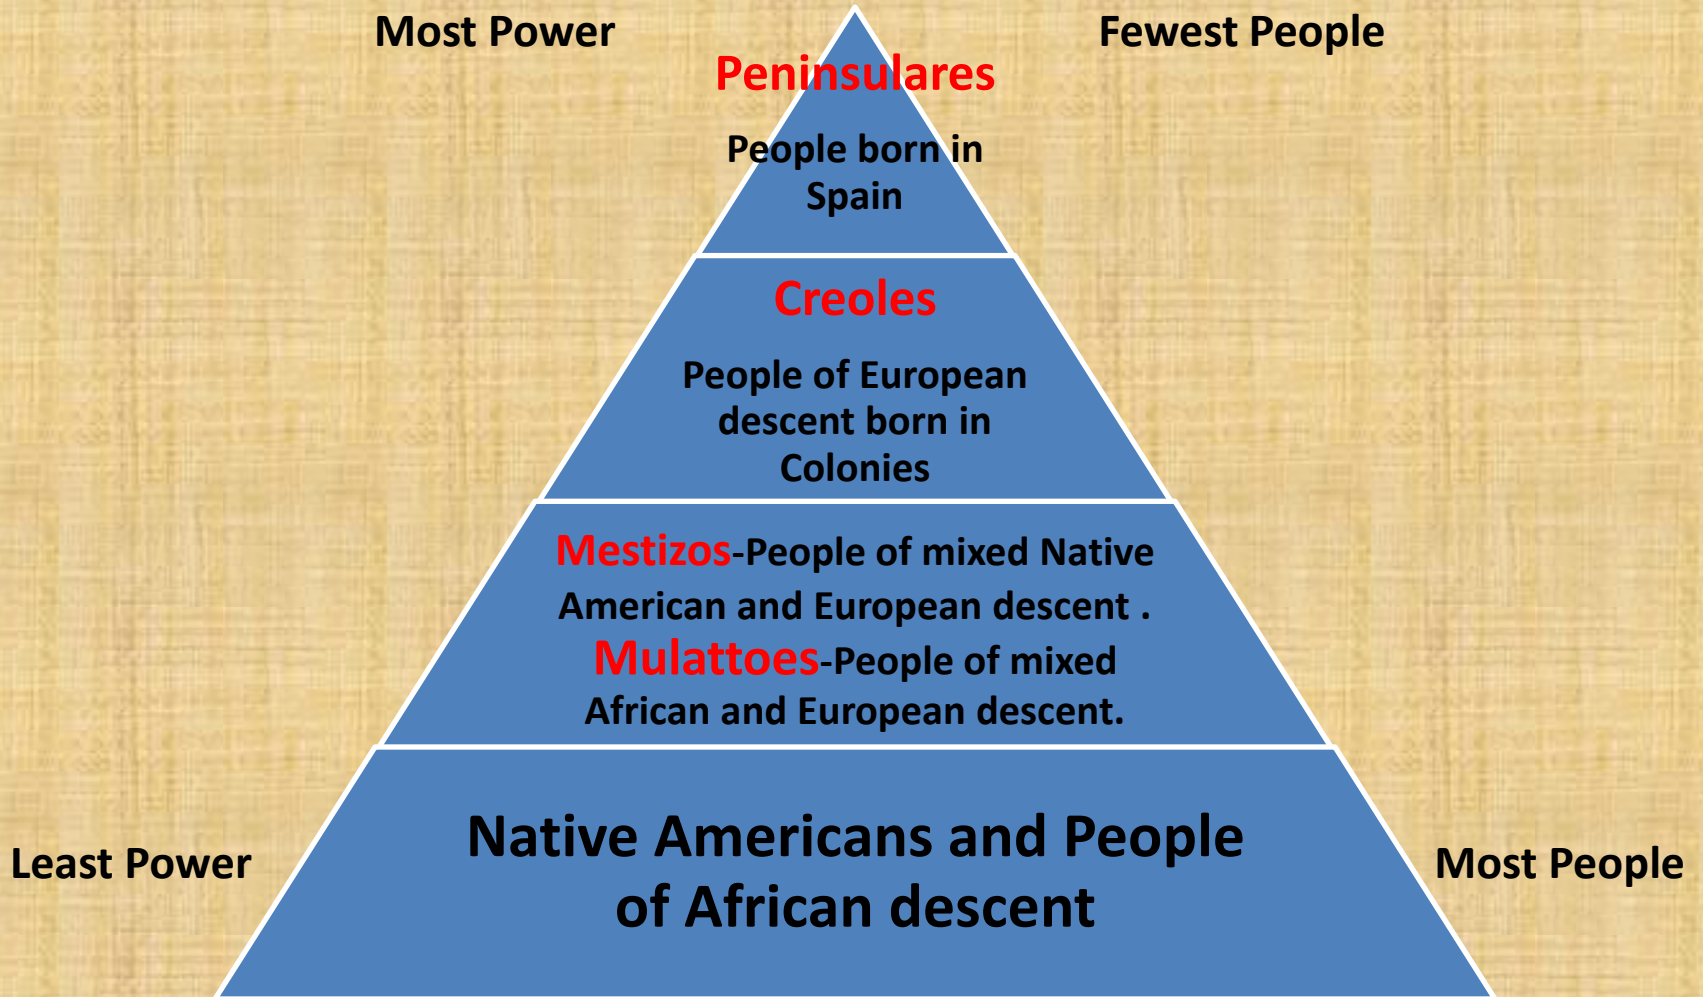 Most Power
Fewest People
Peninsulares
People born in
Spain
Creoles
People of European
descent born in
Colonies
Mestizos-People of mixed Native
American and European descent .
Mulattoes-People of mixed
African and European descent.
Native Americans and People
of African descent
Least Power
Most People